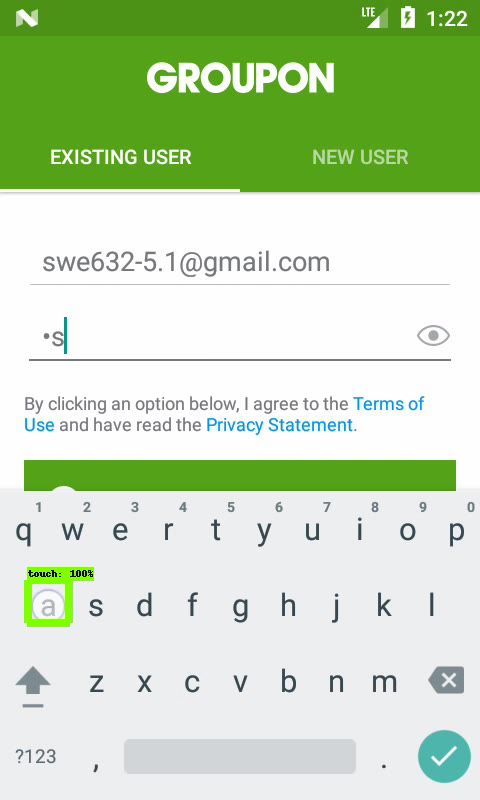 LTE 1:22
GROUPON
EXISTING USER NEW USER
swe632-5.1@gmail.com
•s
By clicking an option below, I agree to the Terms of
Use and have read the Privacy Statement.
1 2 3 4 5 6 7 8 9 0
q w e r t y u i o p
touch: 100%
a s d f g h j k l
z x c v b n m
?123 , .